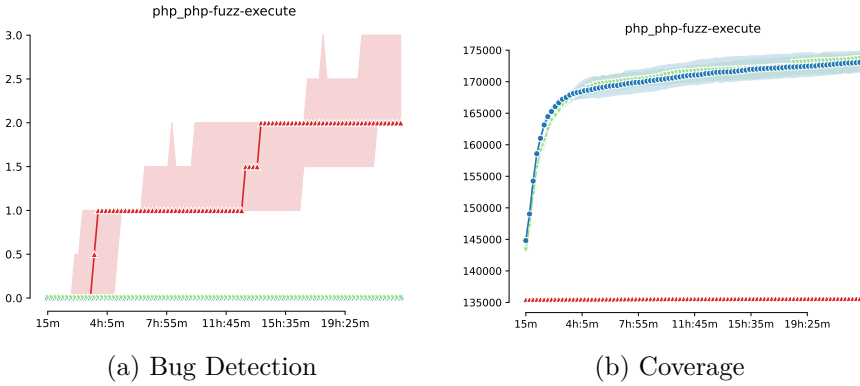 php_php-fuzz-execute
3.0
2.5
2.0
1.5
1.0
0.5
0.0
15m 4h:5m 7h:55m 11h:45m 15h:35m 19h:25m
(a) Bug Detection
php_php-fuzz-execute
175000
170000
165000
160000
155000
150000
145000
140000
135000
15m 4h:5m 7h:55m 11h:45m 15h:35m 19h:25m
(b) Coverage